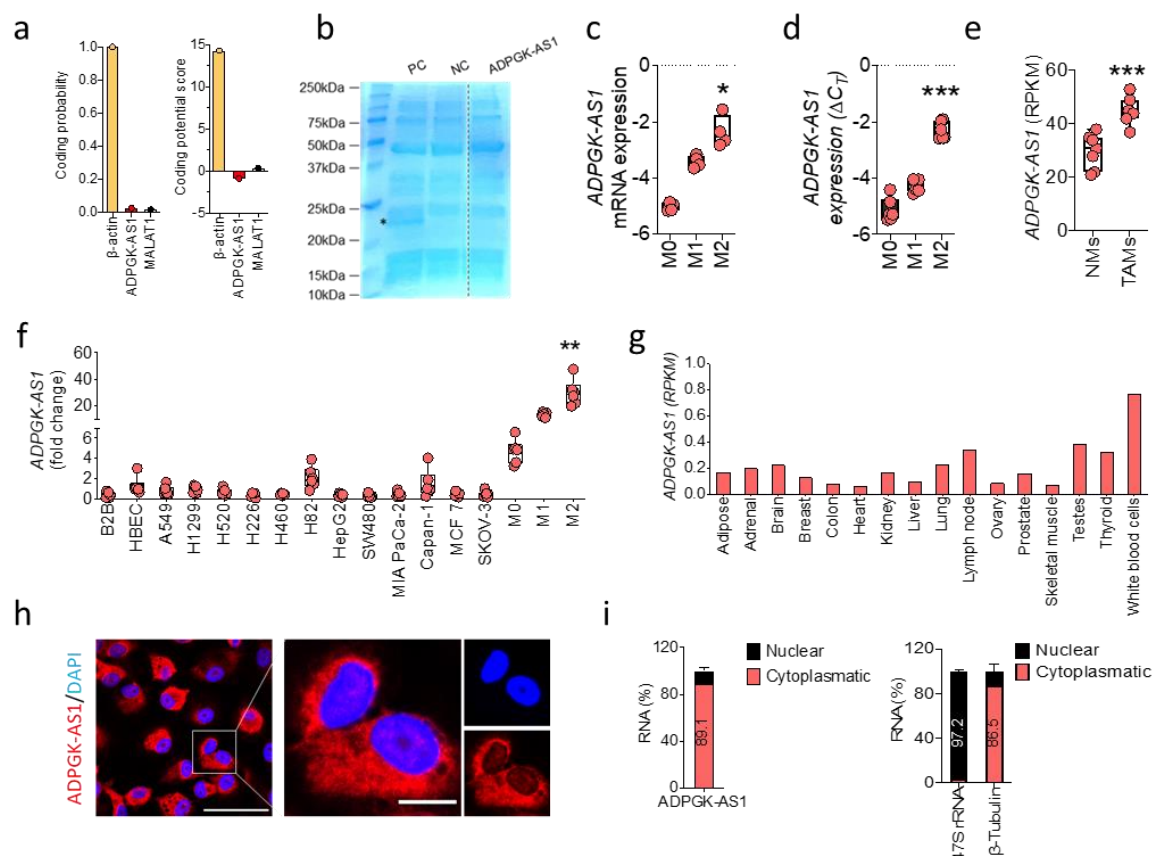 a
Coding probability
1.0
0.8
0.6
0.4
0.2
0.0
β-actin
ADPGK-AS1
MALAT1
Coding potential score
15
10
5
0
-5
β-actin
ADPGK-AS1
MALAT1
b
PC
NC
ADPGK-AS1
250kDa
75kDa
50kDa
37kDa
25kDa
*
20kDa
15kDa
10kDa
c
ADPGK-AS1
mRNA expression
0
-2
-4
-6
*
M0
M1
M2
d
ADPGK-AS1
expression (ΔCT)
0
-2
-4
-6
***
M0
M1
M2
e
ADPGK-AS1 (RPKM)
60
30
0
***
NMs
TAMs
f
ADPGK-AS1
(fold change)
60
40
20
6
4
2
0
**
B2B
HBEC
A549
H1299
H520
H226
H460
H82
HepG2
SW480
MIA PaCa-2
Capan-1
MCF 7
SKOV-3
M0
M1
M2
g
ADPGK-AS1 (RPKM)
1.0
0.8
0.6
0.4
0.2
0.0
Adipose
Adrenal
Brain
Breast
Colon
Heart
Kidney
Liver
Lung
Lymph node
Ovary
Prostate
Skeletal muscle
Testes
Thyroid
White blood cells
h
ADPGK-AS1/DAPI
i
RNA (%)
120
80
40
0
89.1
ADPGK-AS1
Nuclear
Cytoplasmatic
RNA (%)
120
80
40
0
97.2
86.5
47S rRNA
β-Tubulin
Nuclear
Cytoplasmatic